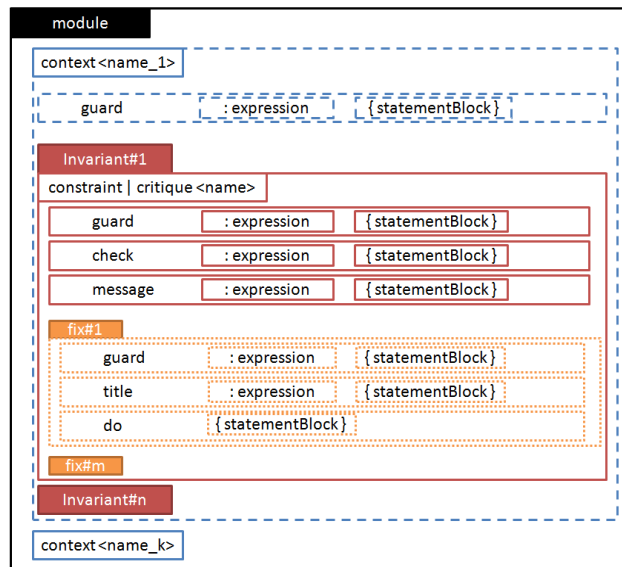 module
context<name_1>
guard : expression {statementBlock}
Invariant#1
constraint | critique <name>
guard : expression {statementBlock}
check : expression {statementBlock}
message : expression {statementBlock}
fix#1
guard : expression {statementBlock}
title : expression {statementBlock}
do {statementBlock}
fix#m
Invariant#n
context<name_k>